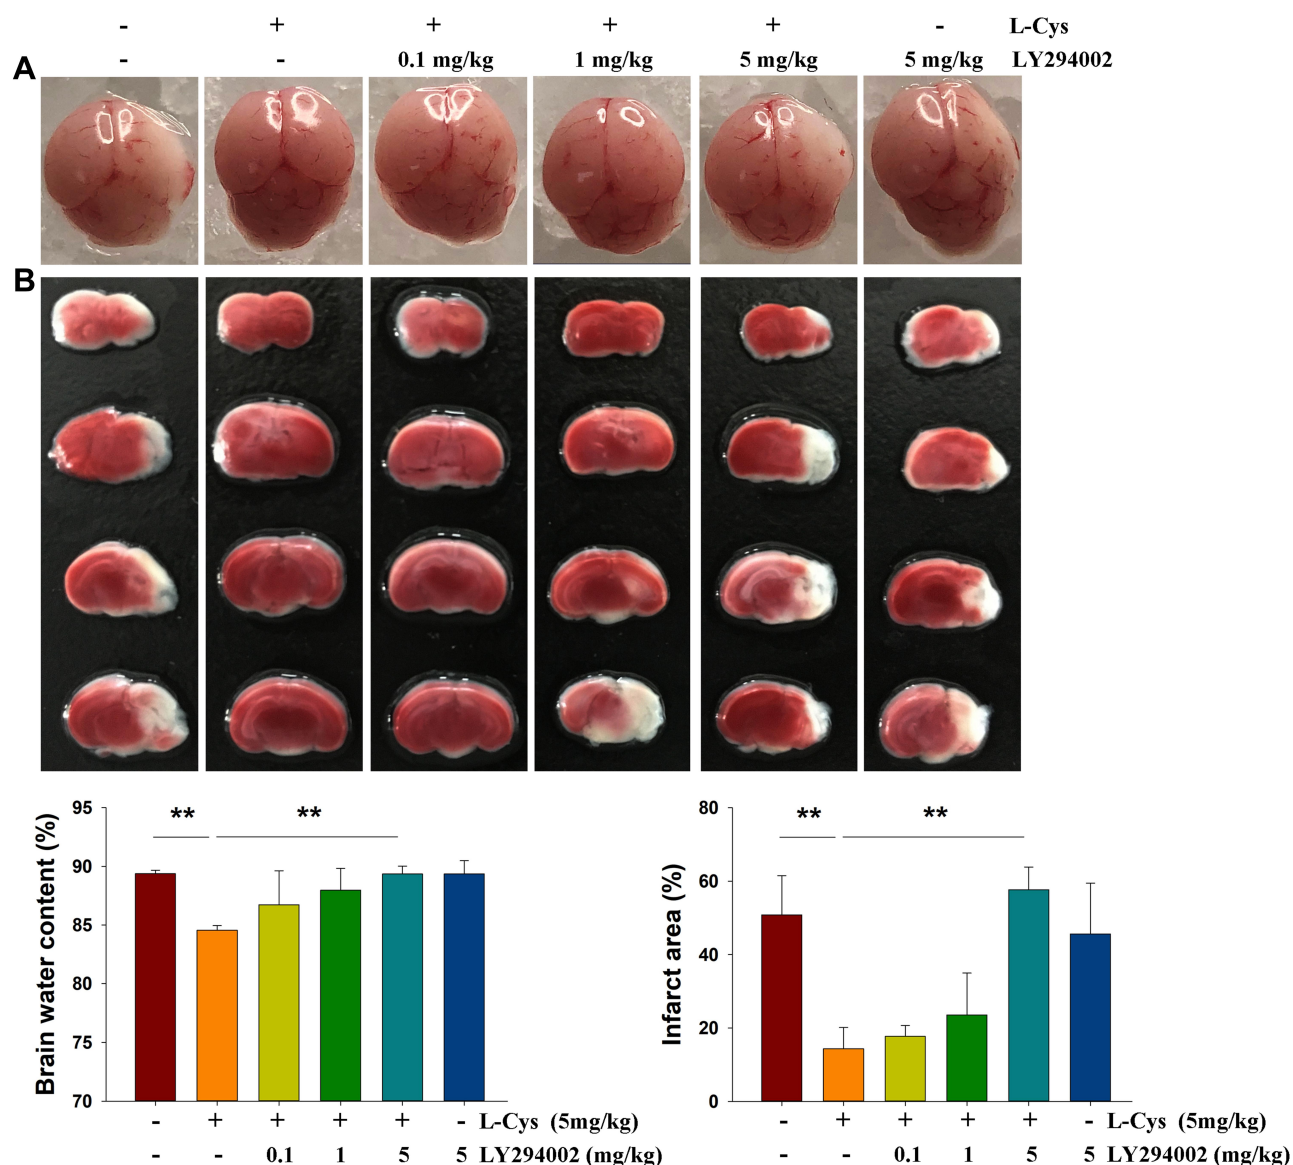 - + + + + - L-Cys
- - 0.1 mg/kg 1 mg/kg 5 mg/kg 5 mg/kg LY294002
A
B
Brain water content (%)
95
90
85
80
75
70
** **
- + + + + - L-Cys (5mg/kg)
- - 0.1 1 5 5 LY294002 (mg/kg)
Infarct area (%)
80
60
40
20
0
** **
- + + + + - L-Cys (5mg/kg)
- - 0.1 1 5 5 LY294002 (mg/kg)